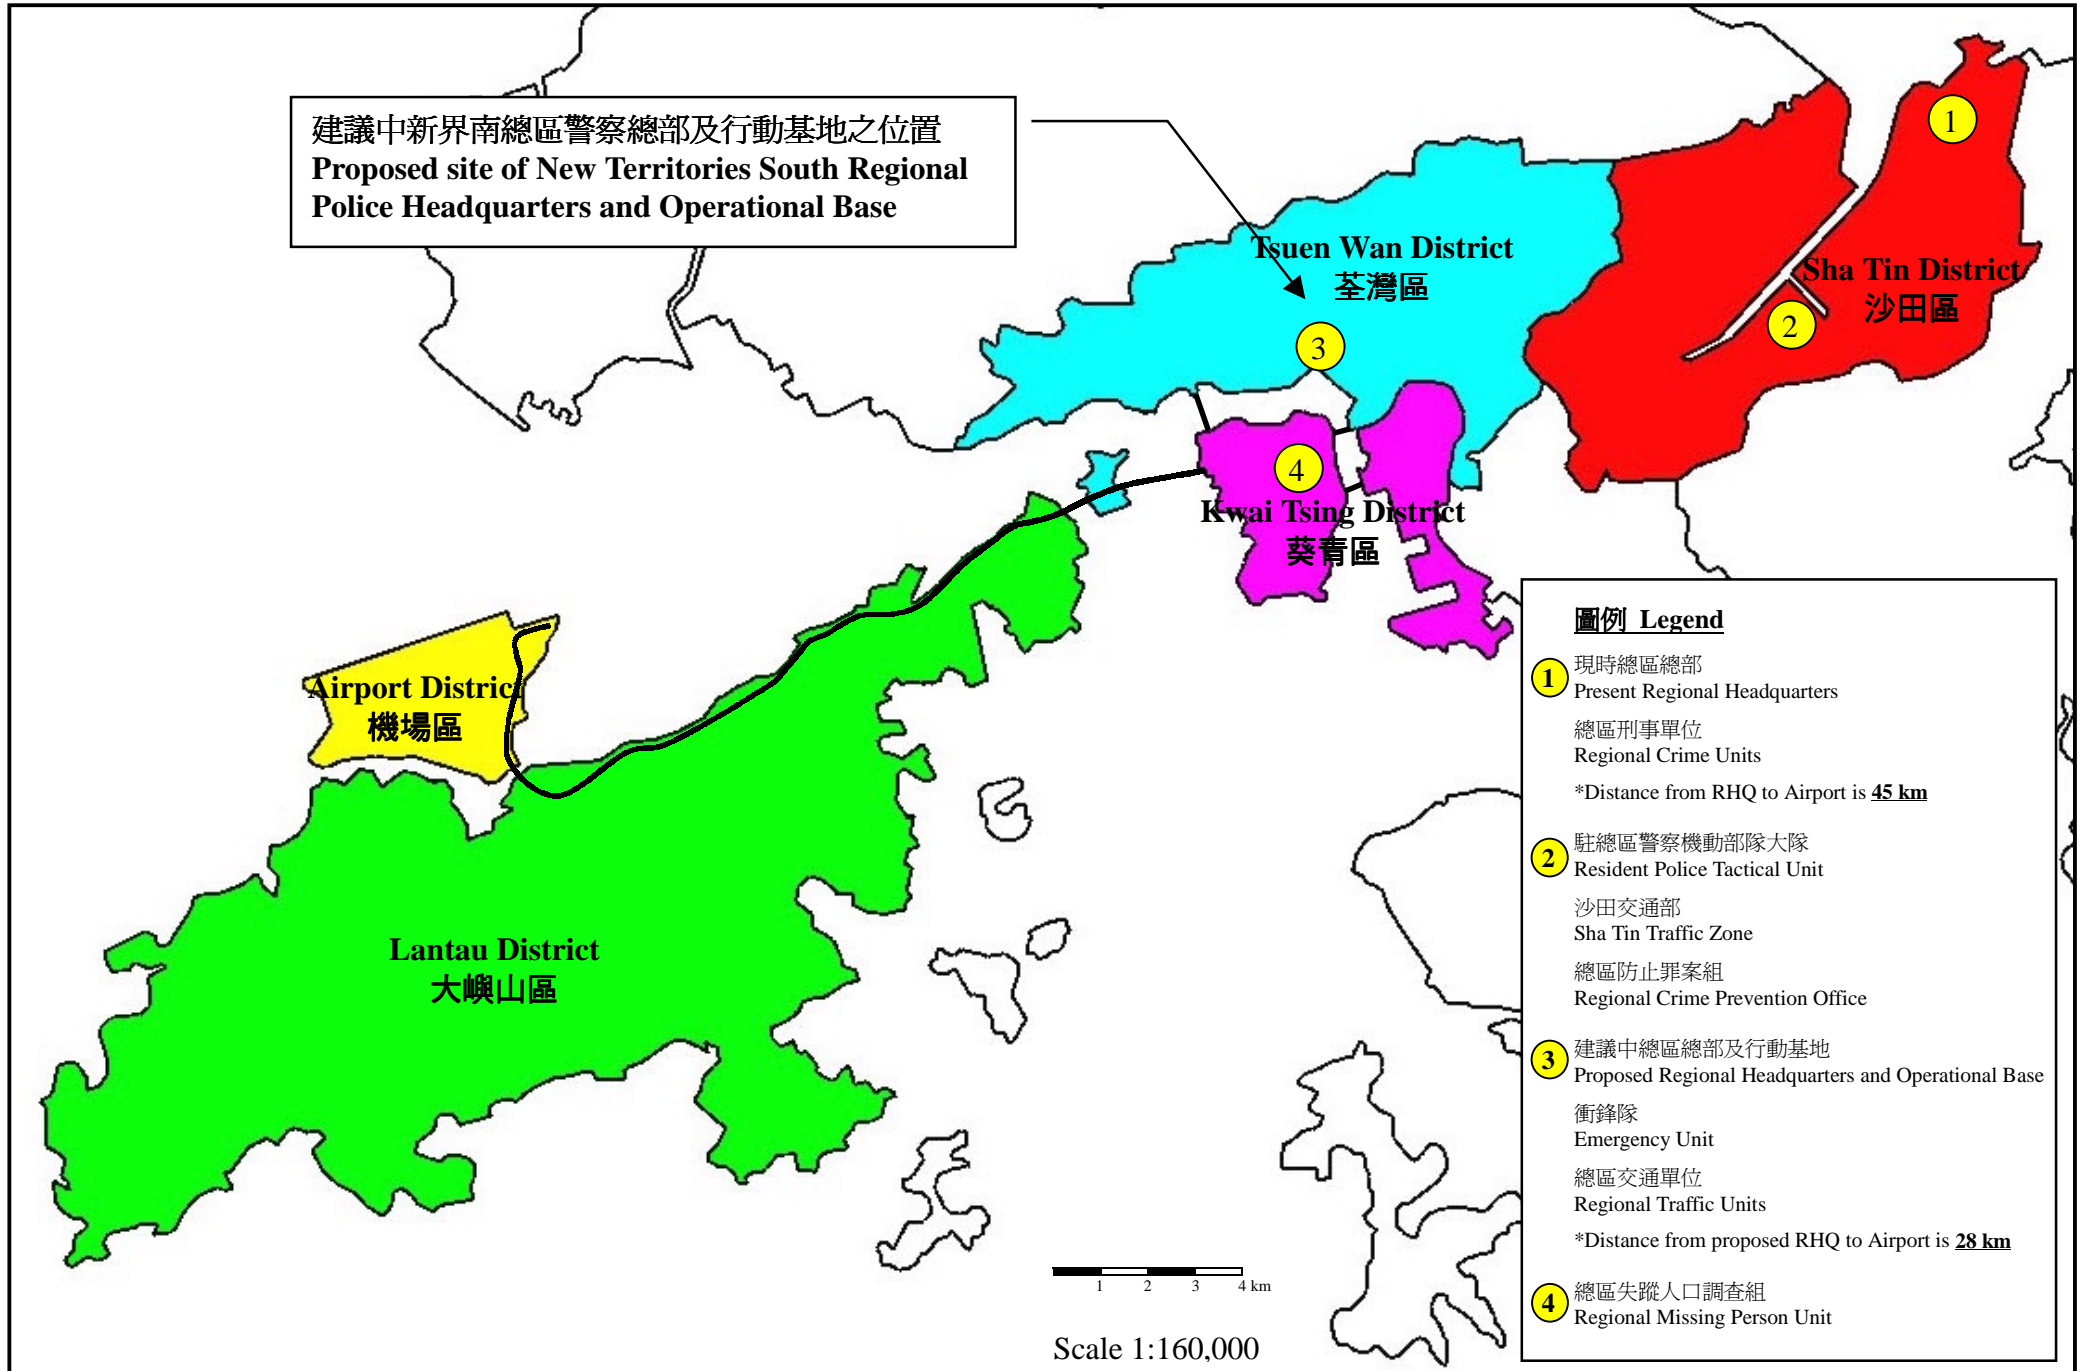 建議中新界南總區警察總部及行動基地之位置
Proposed site of New Territories South Regional
Police Headquarters and Operational Base
1
Tsuen Wan District
荃灣區
Sha Tin District
沙田區
2
3
4
Kwai Tsing District
葵青區
Airport District
機場區
Lantau District
大嶼山區
圖例 Legend
1
現時總區總部
Present Regional Headquarters
總區刑事單位
Regional Crime Units
*Distance from RHQ to Airport is 45 km
2
駐總區警察機動部隊大隊
Resident Police Tactical Unit
沙田交通部
Sha Tin Traffic Zone
總區防止罪案組
Regional Crime Prevention Office
3
建議中總區總部及行動基地
Proposed Regional Headquarters and Operational Base
衝鋒隊
Emergency Unit
總區交通單位
Regional Traffic Units
*Distance from proposed RHQ to Airport is 28 km
4
總區失蹤人口調查組
Regional Missing Person Unit
1 2 3 4 km
Scale 1:160,000